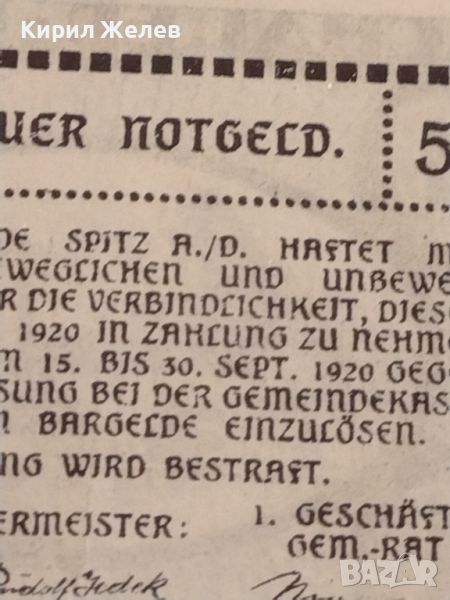 Кирил Желев
UER NOTGELD. 5
DE SPITZ A./D. HAFTET M
EWEGLICHEN UND UNBEWE
R DIE VERBINDLICHKEIT, DIES
1920 IN ZAHLUNG ZU NEHM
M 15. BIS 30. SEPT. 1920 GEG
SUNG BEI DER GEMEINDEKAS
N BARGELDE EINZULÖSEN.
NG WIRD BESTRAFT.
ERMEISTER: 1. GESCHÄFT
GEM.-RAT
bazar